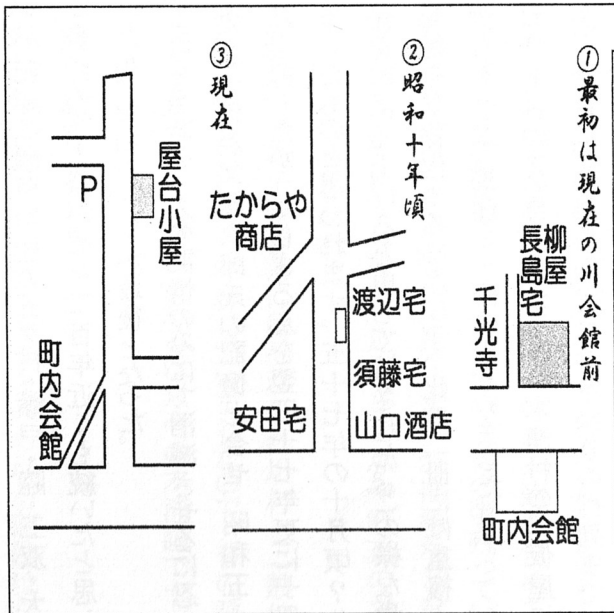 ①最初は現在の川会館前
柳屋
長島宅
千光寺
町内会館
②昭和十年頃
たからや
商店
渡辺宅
須藤宅
山口酒店
安田宅
③現在
屋台小屋
P
町内会館